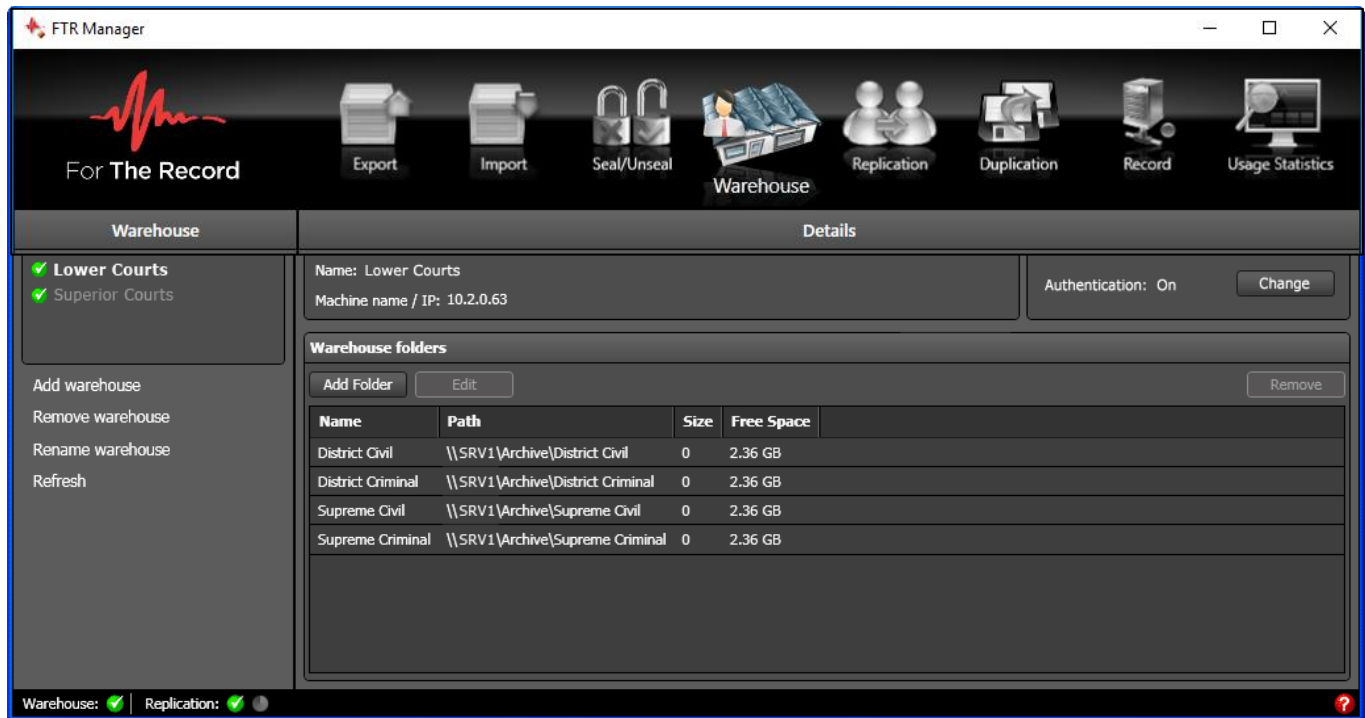 FTR Manager
For The Record
Export
Import
Seal/Unseal
Warehouse
Replication
Duplication
Record
Usage Statistics
Warehouse
Details
Lower Courts
Superior Courts
Name: Lower Courts
Machine name / IP: 10.2.0.63
Authentication: On
Change
Add warehouse
Remove warehouse
Rename warehouse
Refresh
Warehouse folders
Add Folder Edit Remove
Name Path Size Free Space
District Civil \\SRV1\Archive\District Civil 0 2.36 GB
District Criminal \\SRV1\Archive\District Criminal 0 2.36 GB
Supreme Civil \\SRV1\Archive\Supreme Civil 0 2.36 GB
Supreme Criminal \\SRV1\Archive\Supreme Criminal 0 2.36 GB
Warehouse: Replication: ?